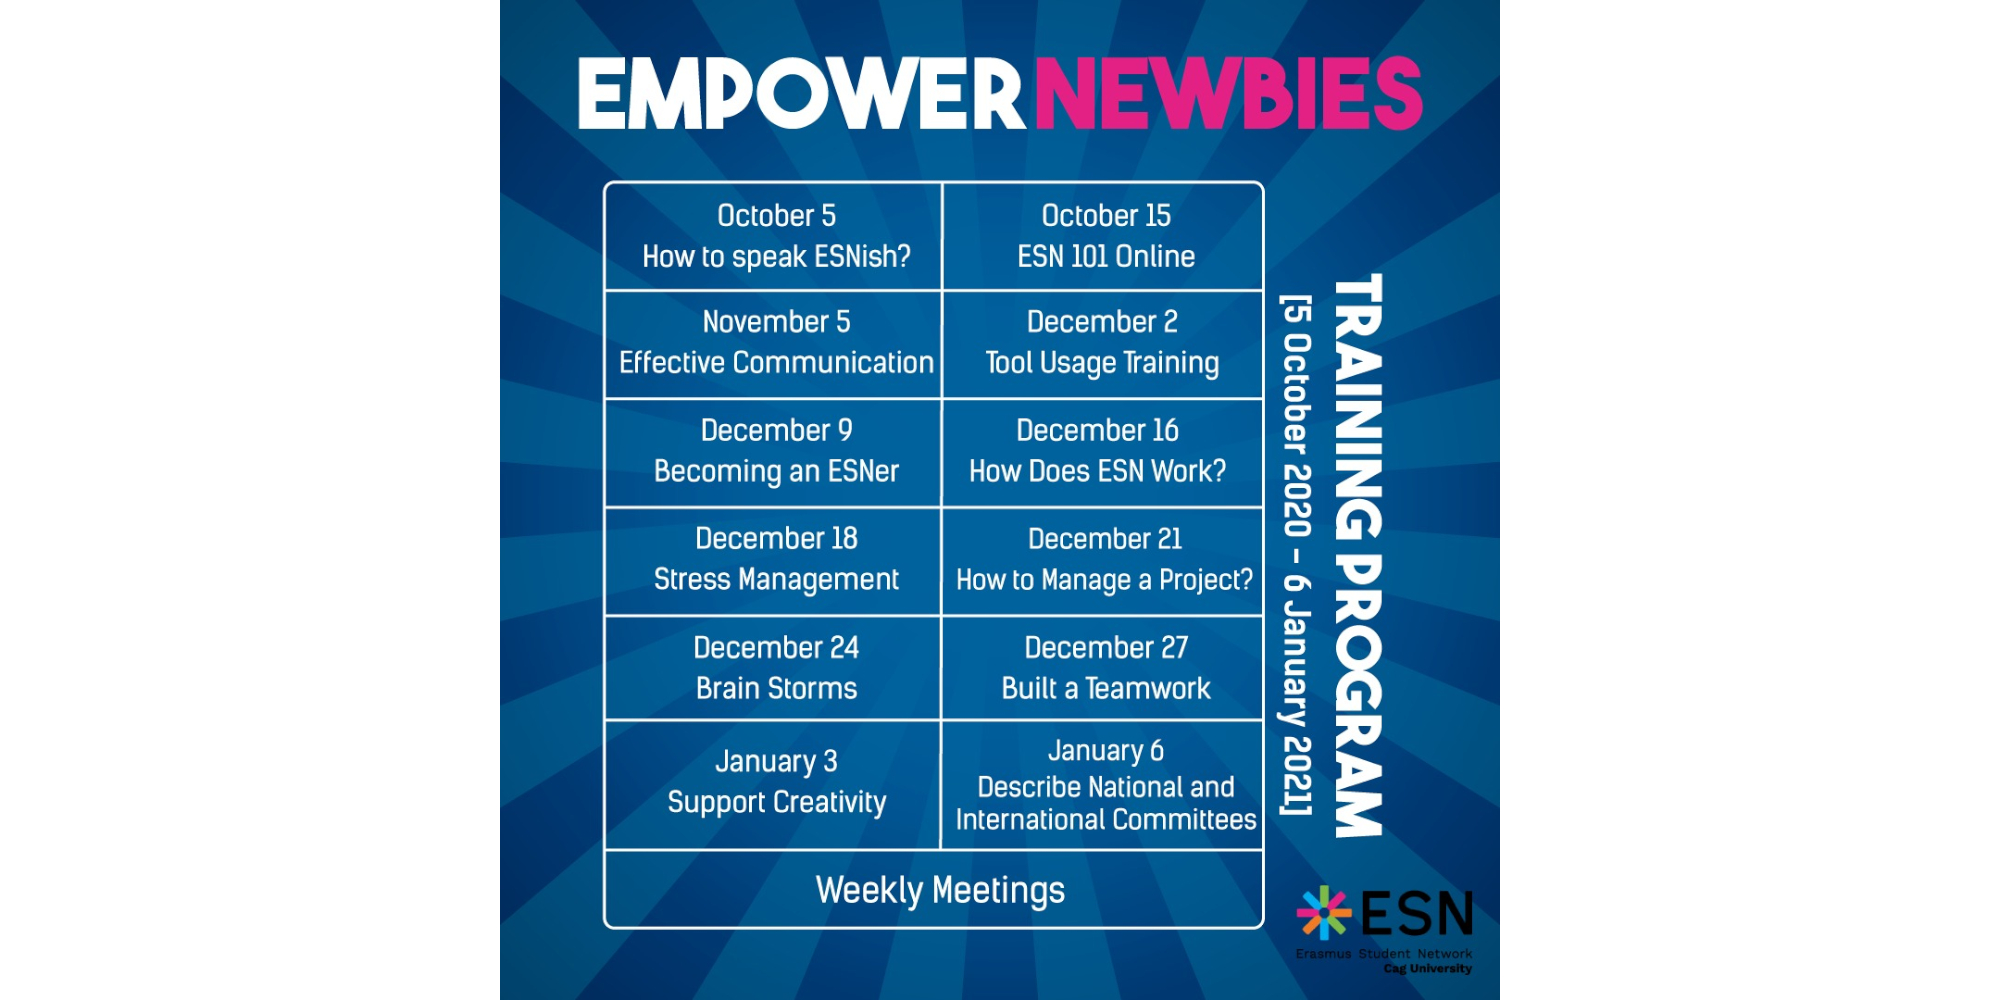 EMPOWER NEWBIES
October 5
How to speak ESNish?
October 15
ESN 101 Online
November 5
Effective Communication
December 2
Tool Usage Training
December 9
Becoming an ESNer
December 16
How Does ESN Work?
December 18
Stress Management
December 21
How to Manage a Project?
December 24
Brain Storms
December 27
Built a Teamwork
January 3
Support Creativity
January 6
Describe National and
International Committees
Weekly Meetings
TRAINING PROGRAM
[5 October 2020 - 6 January 2021]
ESN
Erasmus Student Network
Cag University